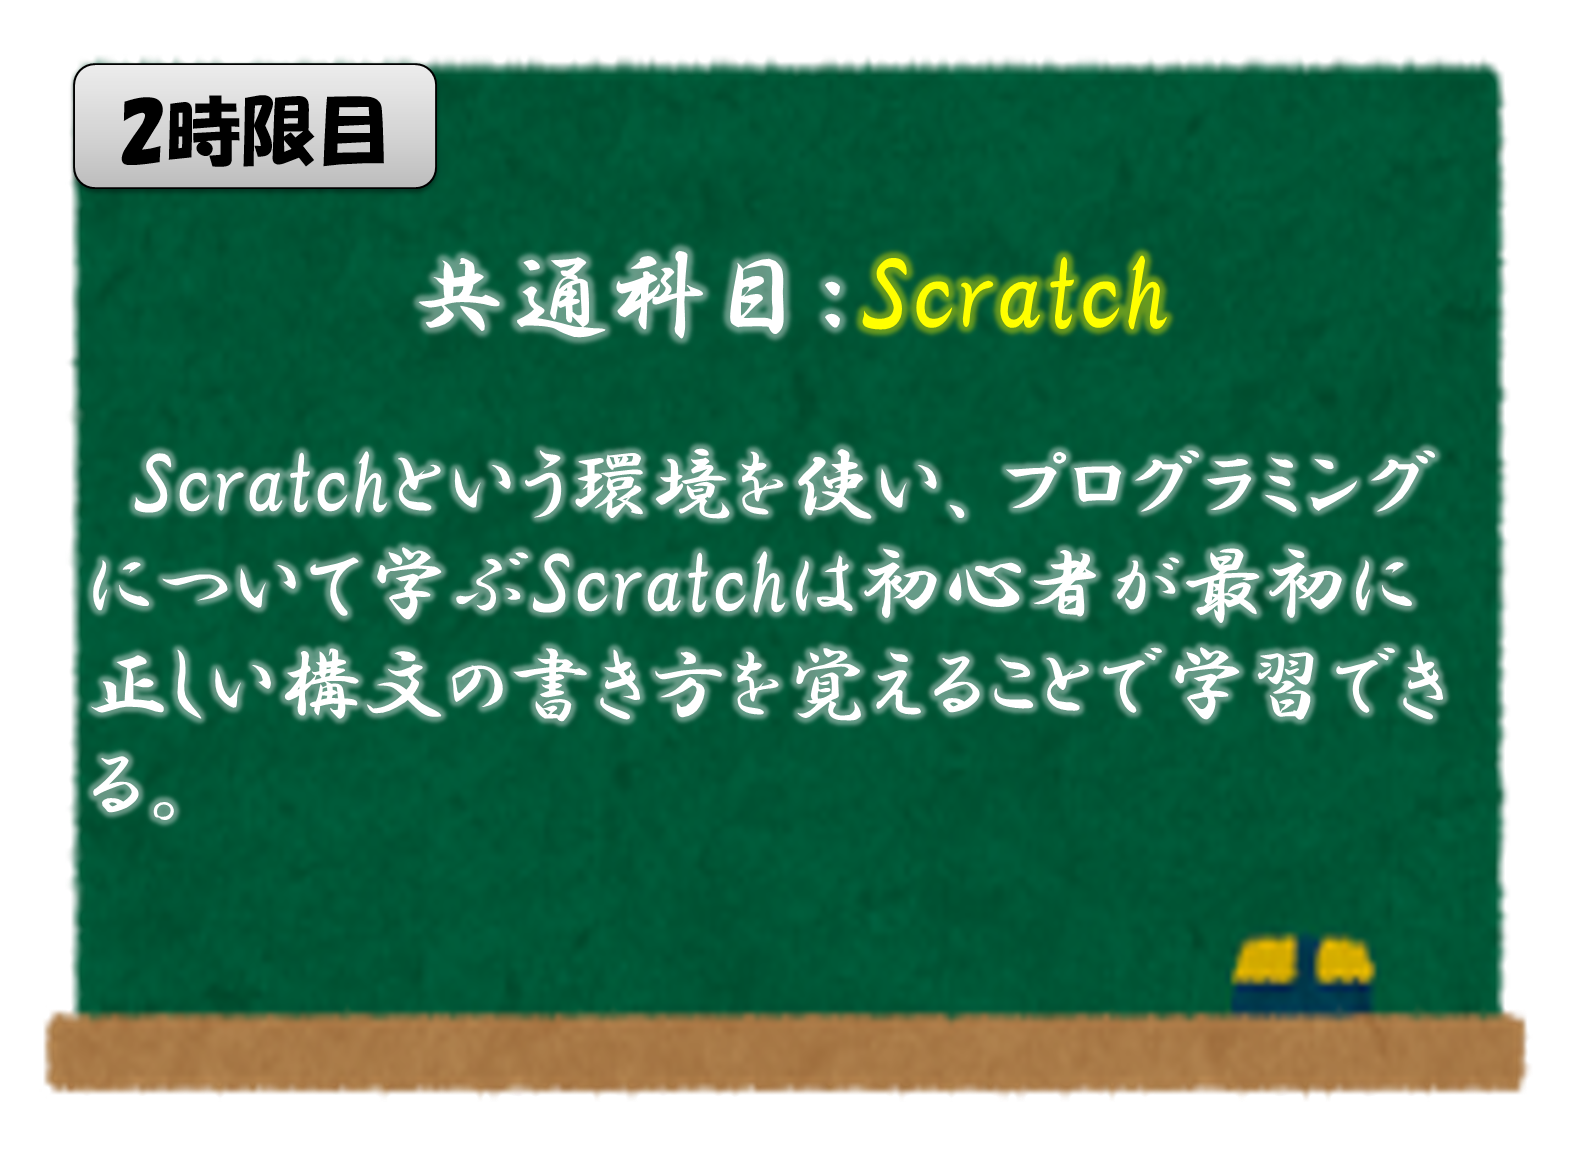 2時限目
共通科目:Scratch
Scratchという環境を使い、プログラミング
について学ぶScratchは初心者が最初に
正しい構文の書き方を覚えることで学習でき
る。